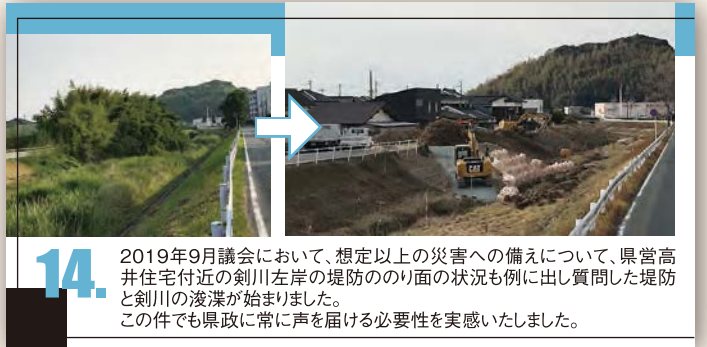 14.
2019年9月議会において、想定以上の災害への備えについて、県営高
井住宅付近の剣川左岸の堤防ののり面の状況も例に出し質問した堤防
と剣川の浚渫が始まりました。
この件でも県政に常に声を届ける必要性を実感いたしました。
CAT